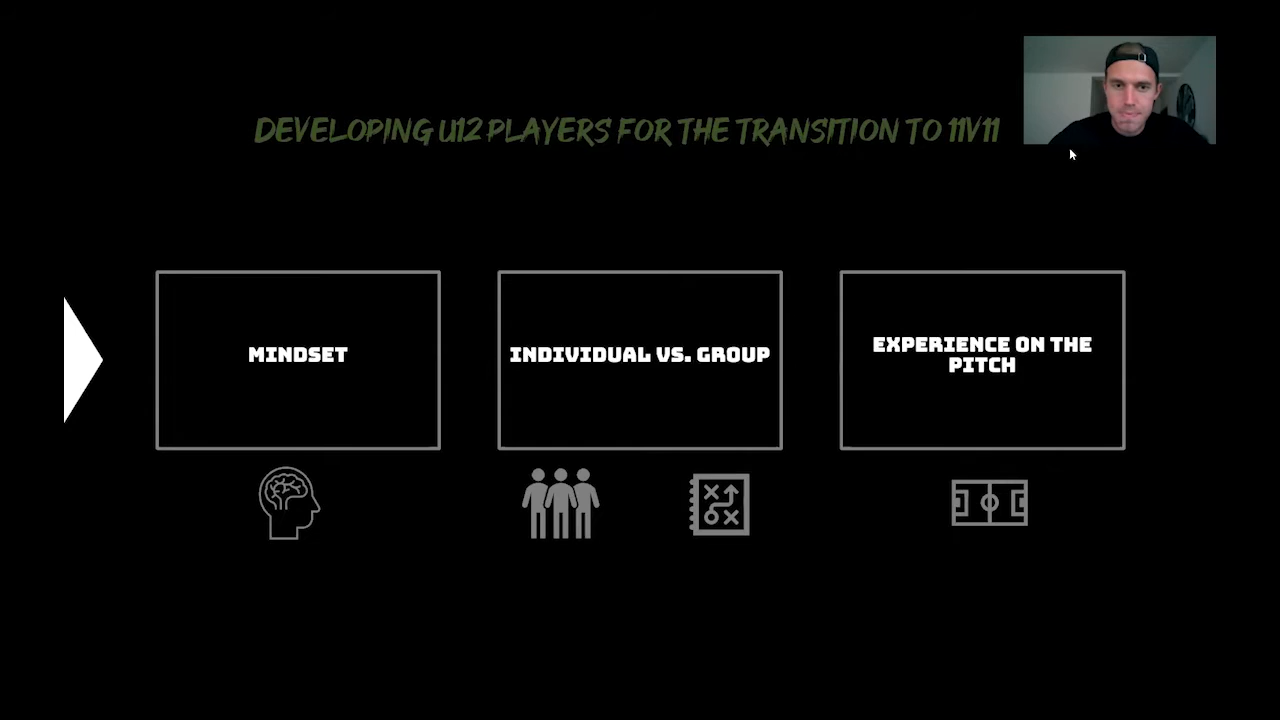 DEVELOPING U12 PLAYERS FOR THE TRANSITION TO 11V11
MINDSET
INDIVIDUAL VS. GROUP
EXPERIENCE ON THE
PITCH